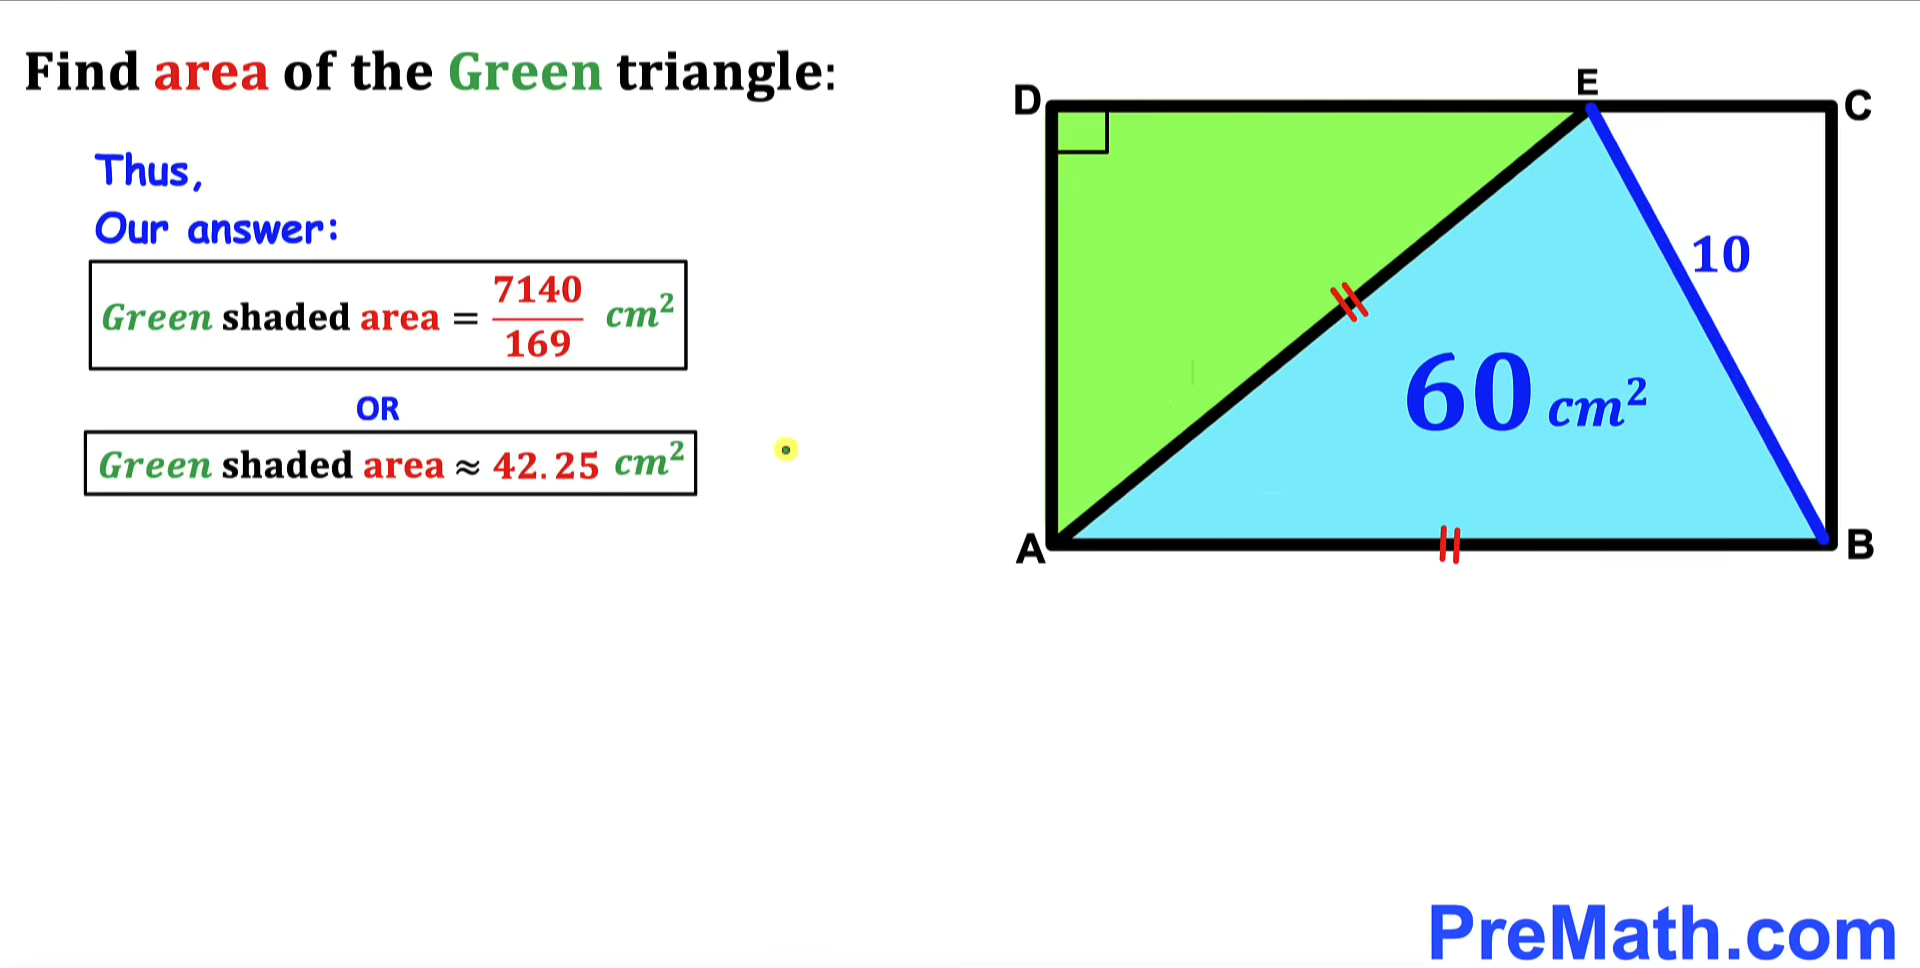 Find area of the Green triangle:
Thus,
Our answer:
Green shaded area = 7140/169 cm²
OR
Green shaded area ≈ 42.25 cm²
D
E
C
10
60 cm²
A
B
PreMath.com